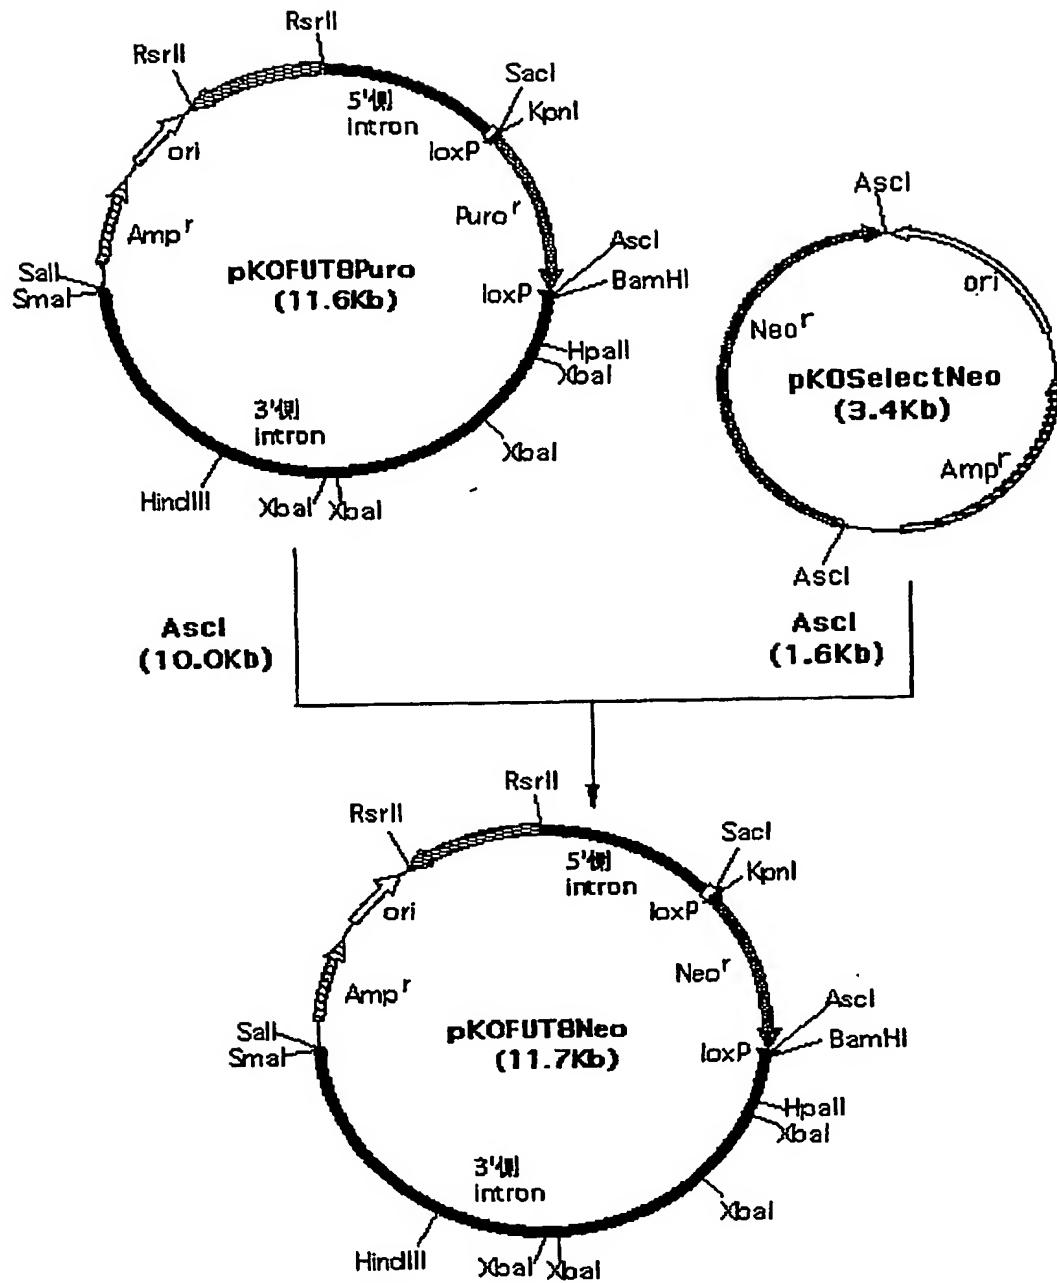 RsrII
RsrII
SacI
KpnI
5'側
intron
loxP
ori
Puro r
Amp r
AscI
BamHI
SalI
SmaI
pKOFUT8Puro
(11.6Kb)
loxP
HpaII
XbaI
3'側
intron
XbaI
HindIII
XbaI
XbaI
AscI
ori
Neo r
pKOSelectNeo
(3.4Kb)
Amp r
AscI
AscI
(10.0Kb)
AscI
(1.6Kb)
RsrII
RsrII
SacI
KpnI
5'側
intron
loxP
ori
Neo r
Amp r
AscI
BamHI
SalI
SmaI
pKOFUT8Neo
(11.7Kb)
loxP
HpaII
XbaI
3'側
intron
XbaI
HindIII
XbaI
XbaI